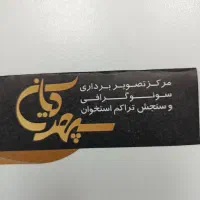 مرکز تصویر برداری
سونوگرافی
و سنجش تراکم استخوان
سپهر کیان